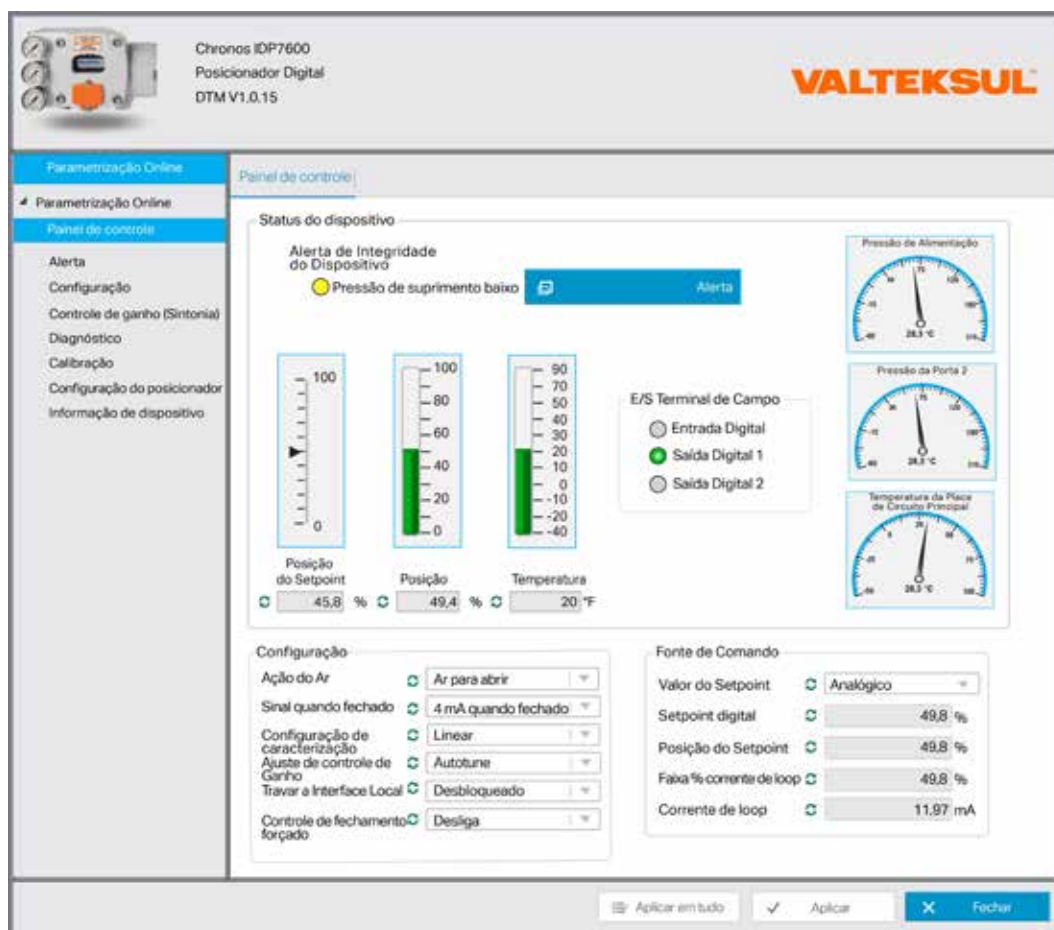 Chronos IDP7600
Posicionador Digital
DTM V1.0.15
VALTEKSUL
Parametrização Online
Parametrização Online
Painel de controle
Alerta
Configuração
Controle de ganho (Sintonia)
Diagnóstico
Calibração
Configuração do posicionador
Informação de dispositivo
Painel de controle
Status do dispositivo
Alerta de Integridade
do Dispositivo
Pressão de suprimento baixo
Alerta
100
0
Posição
do Setpoint
45,8 %
100
80
60
40
20
0
Posição
49,4 %
90
70
50
40
30
20
10
0
-10
-20
-40
Temperatura
20 °F
E/S Terminal de Campo
Entrada Digital
Saída Digital 1
Saída Digital 2
Pressão de Alimentação
28,3 °C
Pressão da Porta 2
28,3 °C
Temperatura da Place
de Circuito Principal
28,3 °C
Configuração
Ação do Ar
Ar para abrir
Sinal quando fechado
4 mA quando fechado
Configuração de
caracterização
Linear
Ajuste de controle de
Ganho
Autotune
Travar a Interface Local
Desbloqueado
Controle de fechamento
forçado
Desliga
Fonte de Comando
Valor do Setpoint
Analógico
Setpoint digital
49,8 %
Posição do Setpoint
49,8 %
Faixa % corrente de loop
49,8 %
Corrente de loop
11,97 mA
Aplicar em tudo
Aplicar
Fechar